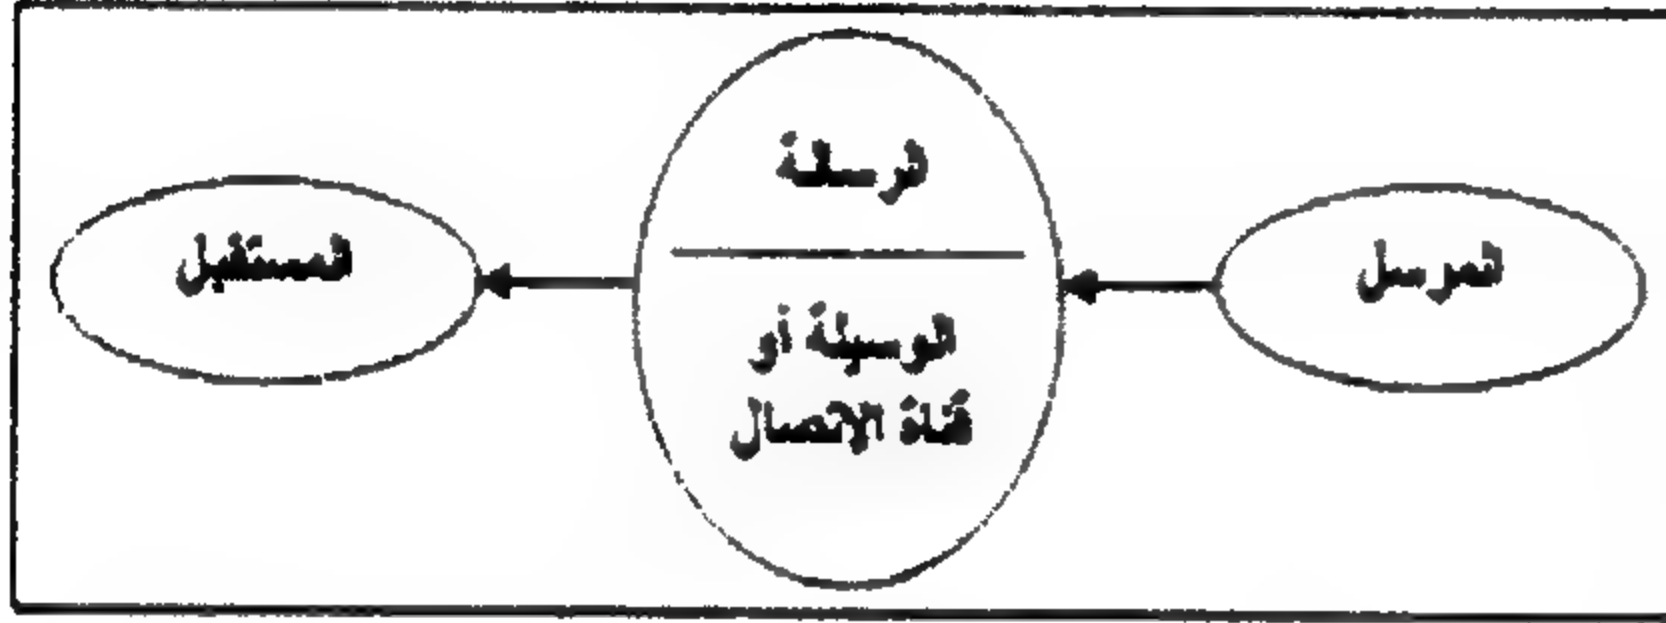 المرسل
الرسالة
الوسيلة أو
قناة الاتصال
المستقبل